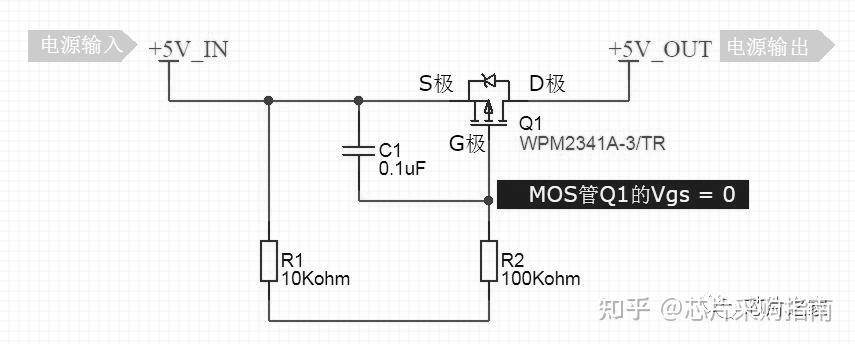 电源输入
+5V_IN
+5V_OUT
电源输出
S极
D极
G极
Q1
WPM2341A-3/TR
C1
0.1uF
MOS管Q1的Vgs = 0
R1
10Kohm
R2
100Kohm
知乎 @芯片采购指南